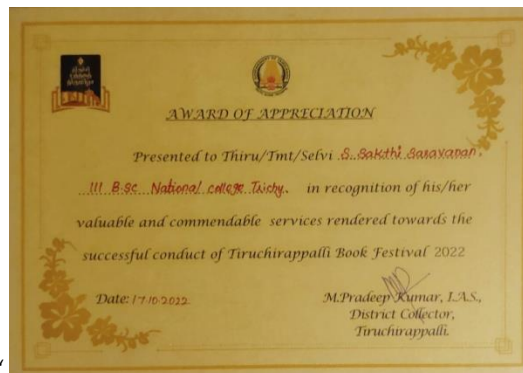 AWARD OF APPRECIATION
Presented to Thiru/Tmt/Selvi S. Sakthi Saravanan.
III B.Sc National college Trichy. in recognition of his/her
valuable and commendable services rendered towards the
successful conduct of Tiruchirappalli Book Festival 2022
Date: 17.10.2022
M.Pradeep Kumar, I.A.S.,
District Collector,
Tiruchirappalli.